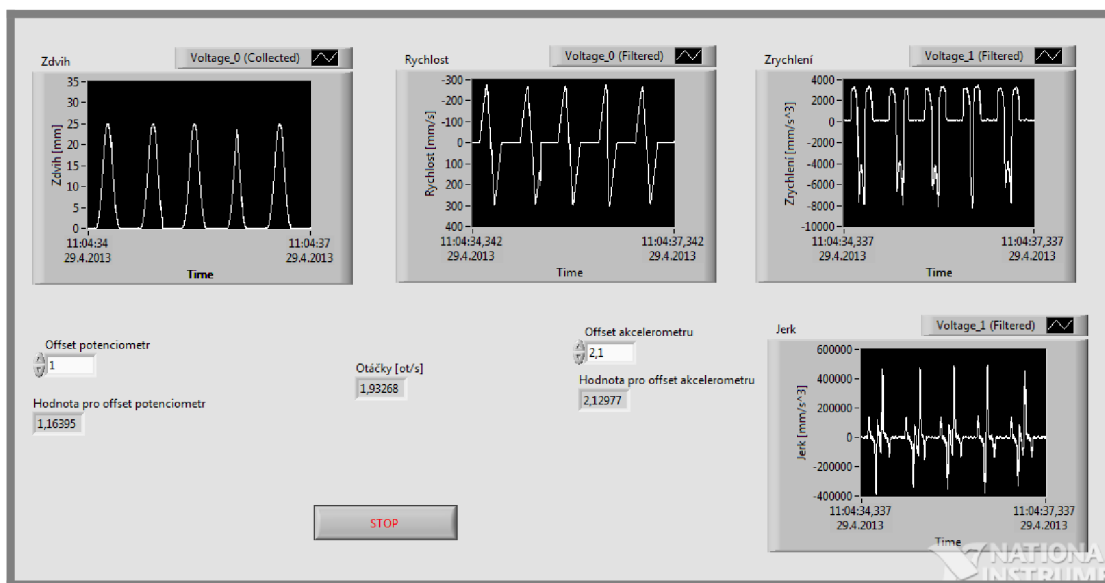 Zdvih
Voltage_0 (Collected)
Zdvih [mm]
35
30
25
20
15
10
5
0
11:04:34
29.4.2013
11:04:37
29.4.2013
Time
Rychlost
Voltage_0 (Filtered)
Rychlost [mm/s]
-300
-200
-100
0
100
200
300
400
11:04:34,342
29.4.2013
11:04:37,342
29.4.2013
Time
Zrychlení
Voltage_1 (Filtered)
Zrychlení [mm/s^3]
4000
2000
0
-2000
-4000
-6000
-8000
-10000
11:04:34,337
29.4.2013
11:04:37,337
29.4.2013
Time
Offset potenciometr
1
Hodnota pro offset potenciometr
1,16395
Otáčky [ot/s]
1,93268
STOP
Offset akcelerometru
2,1
Hodnota pro offset akcelerometru
2,12977
Jerk
Voltage_1 (Filtered)
Jerk [mm/s^3]
600000
400000
200000
0
-200000
-400000
11:04:34,337
29.4.2013
11:04:37,337
29.4.2013
Time
NATIONA
INSTRUME